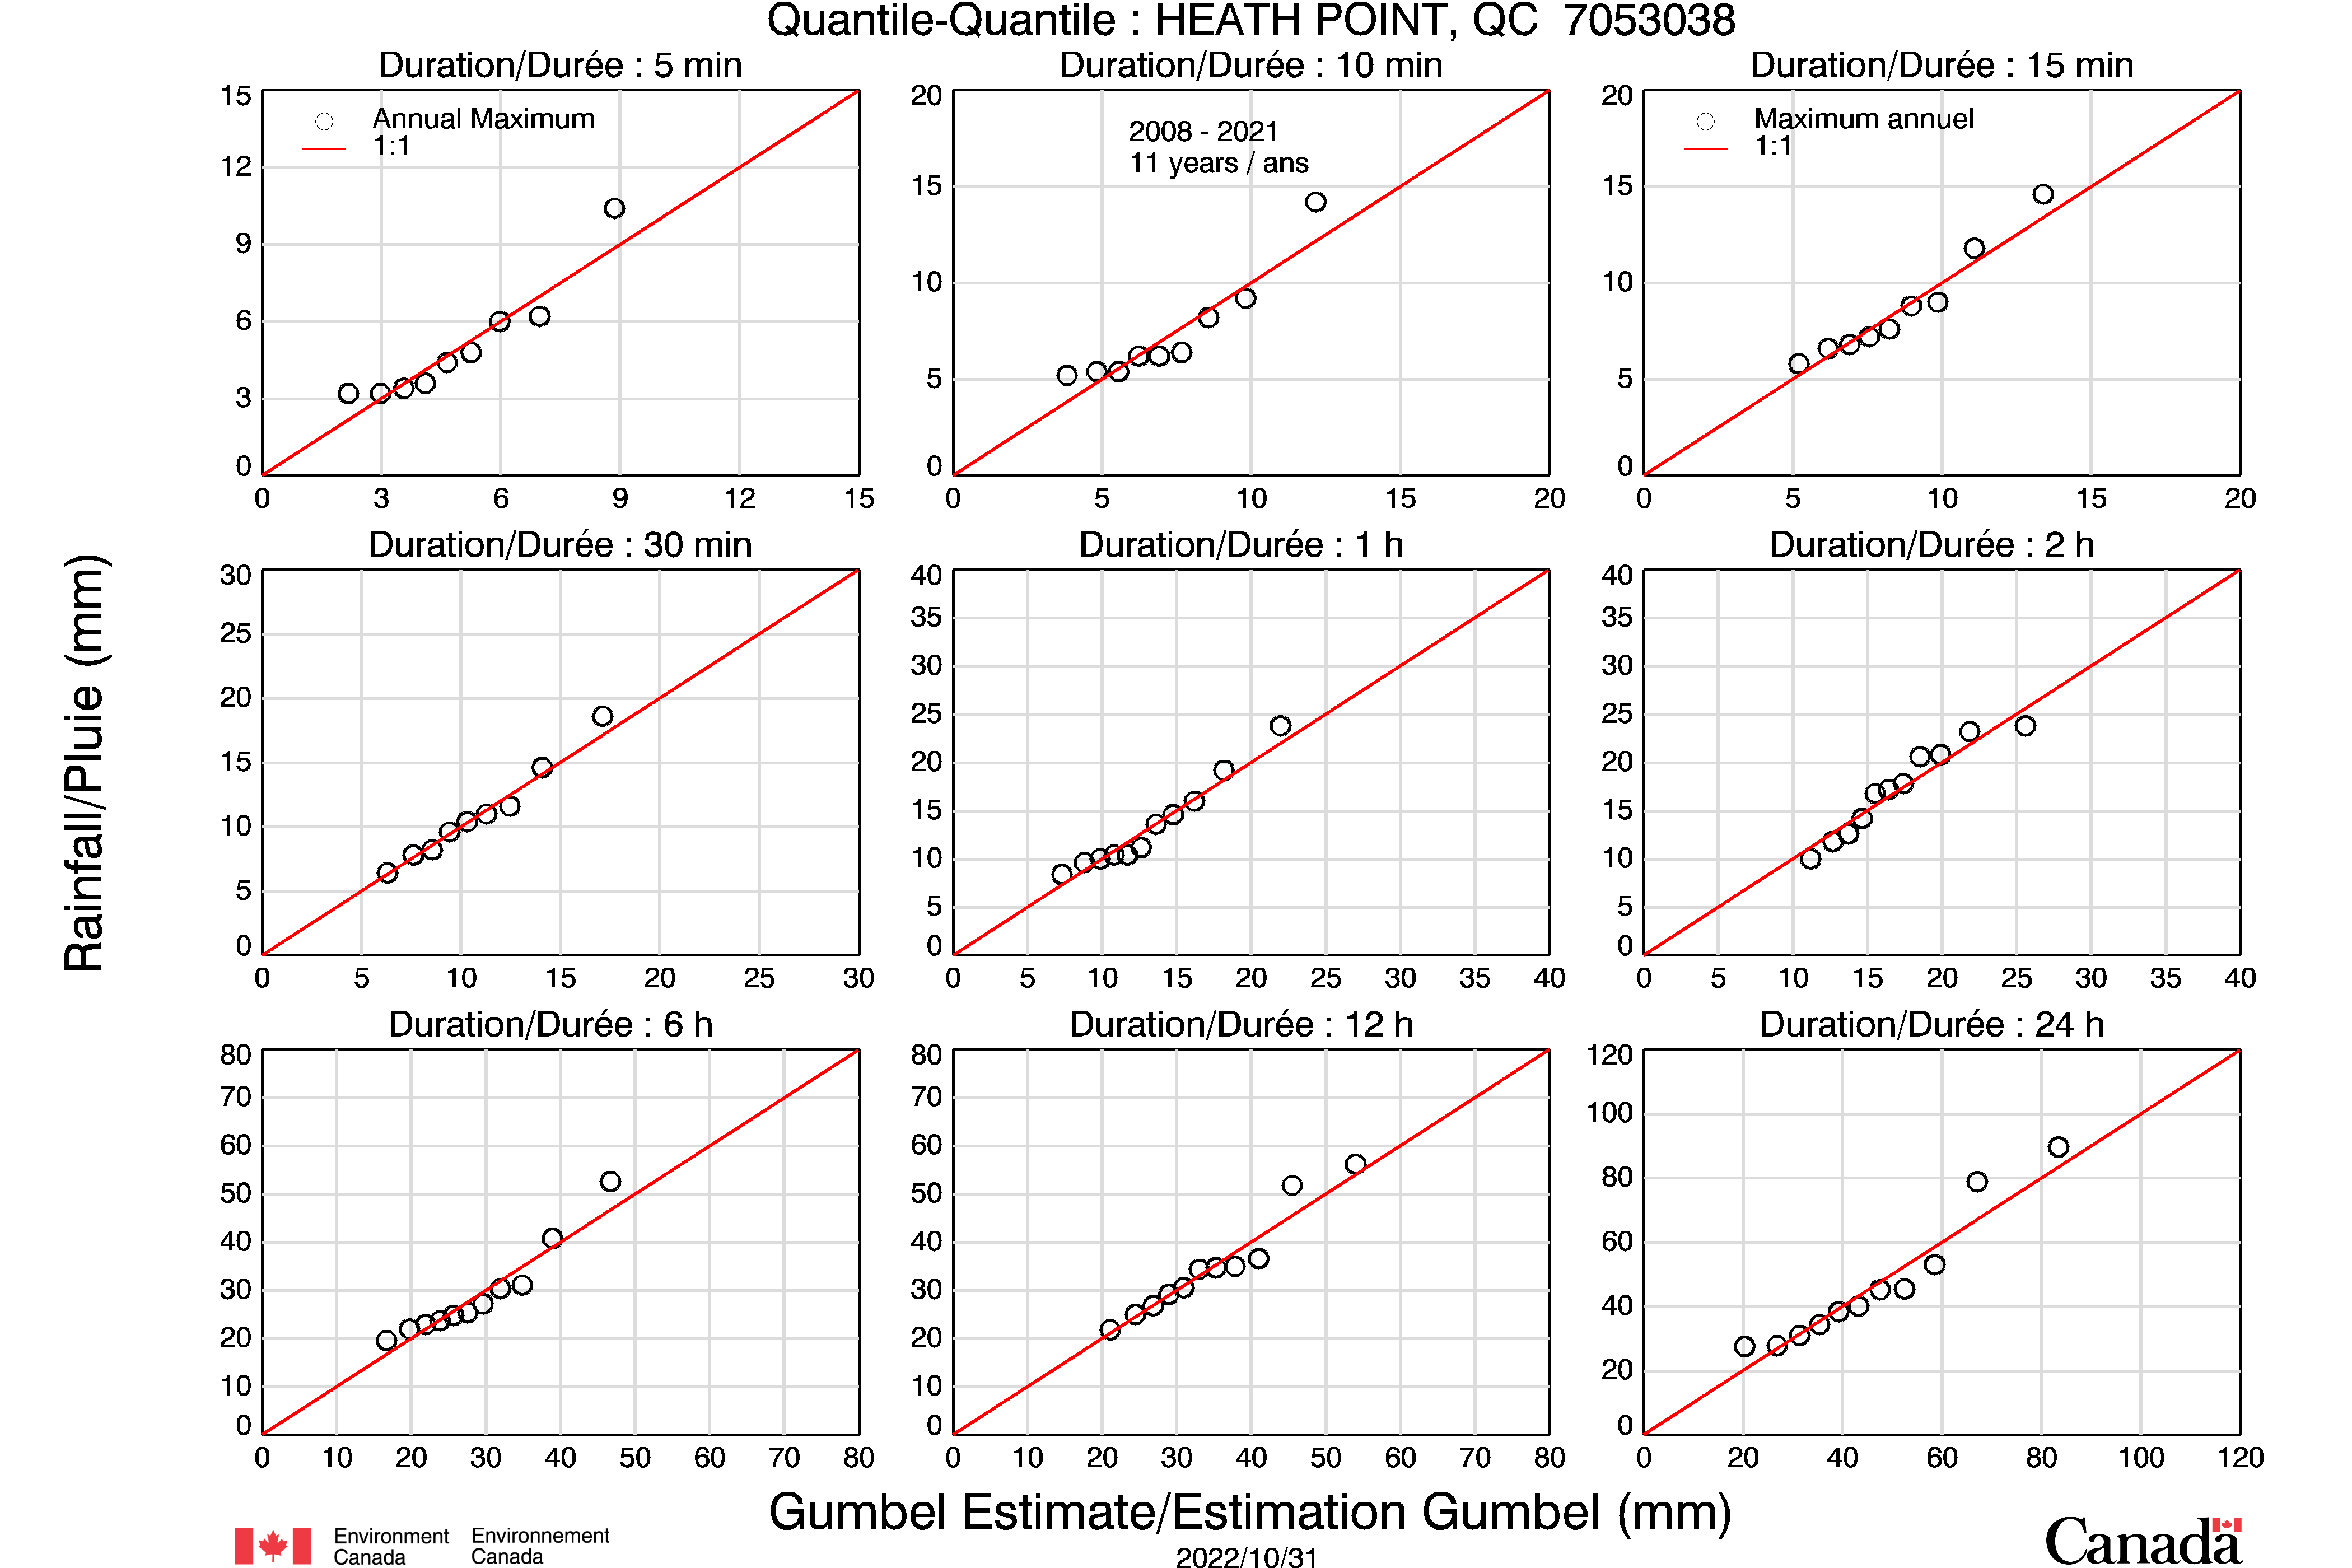 Quantile-Quantile : HEATH POINT, QC 7053038
Duration/Durée : 5 min
15
12
9
6
3
0
0 3 6 9 12 15
Annual Maximum
1:1
Duration/Durée : 10 min
20
15
10
5
0
0 5 10 15 20
2008 - 2021
11 years / ans
Duration/Durée : 15 min
20
15
10
5
0
0 5 10 15 20
Maximum annuel
1:1
Rainfall/Pluie (mm)
Duration/Durée : 30 min
30
25
20
15
10
5
0
0 5 10 15 20 25 30
Duration/Durée : 1 h
40
35
30
25
20
15
10
5
0
0 5 10 15 20 25 30 35 40
Duration/Durée : 2 h
40
35
30
25
20
15
10
5
0
0 5 10 15 20 25 30 35 40
Duration/Durée : 6 h
80
70
60
50
40
30
20
10
0
0 10 20 30 40 50 60 70 80
Duration/Durée : 12 h
80
70
60
50
40
30
20
10
0
0 10 20 30 40 50 60 70 80
Duration/Durée : 24 h
120
100
80
60
40
20
0
0 20 40 60 80 100 120
Gumbel Estimate/Estimation Gumbel (mm)
Environment Environnement
Canada Canada
2022/10/31
Canada